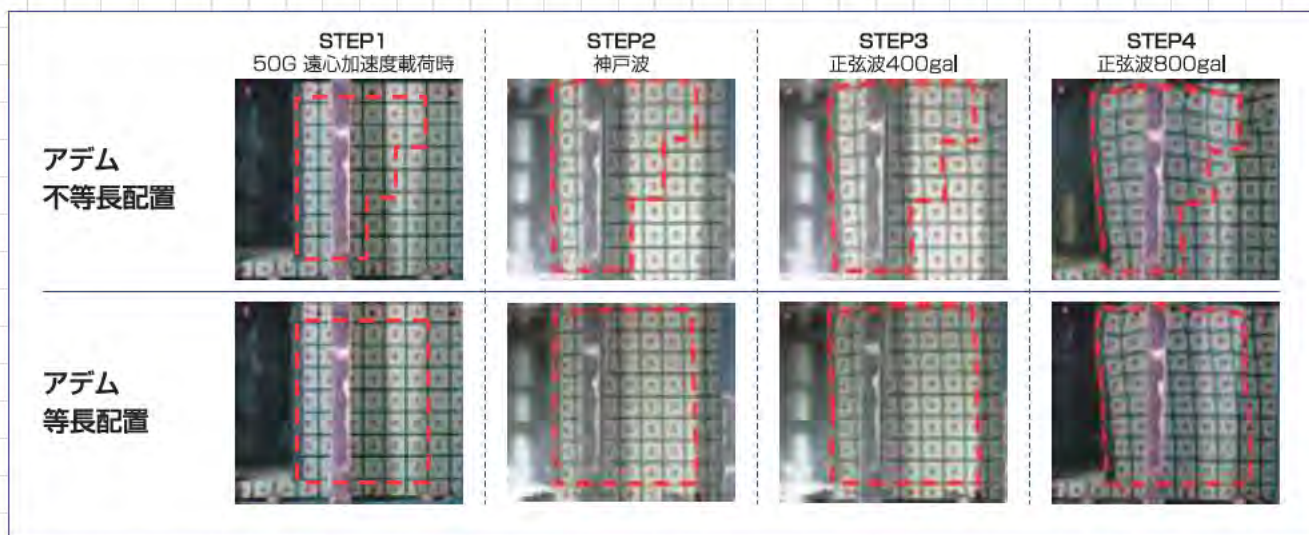 STEP1
50G 遠心加速度載荷時
STEP2
神戸波
STEP3
正弦波400gal
STEP4
正弦波800gal
アデム
不等長配置
アデム
等長配置